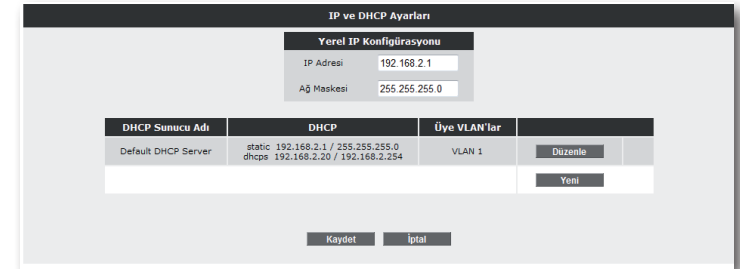 IP ve DHCP Ayarları
Yerel IP Konfigürasyonu
IP Adresi 192.168.2.1
Ağ Maskesi 255.255.255.0
DHCP Sunucu Adı DHCP Üye VLAN'lar
Default DHCP Server static 192.168.2.1 / 255.255.255.0 VLAN 1 Düzenle
dhcps 192.168.2.20 / 192.168.2.254
Yeni
Kaydet İptal